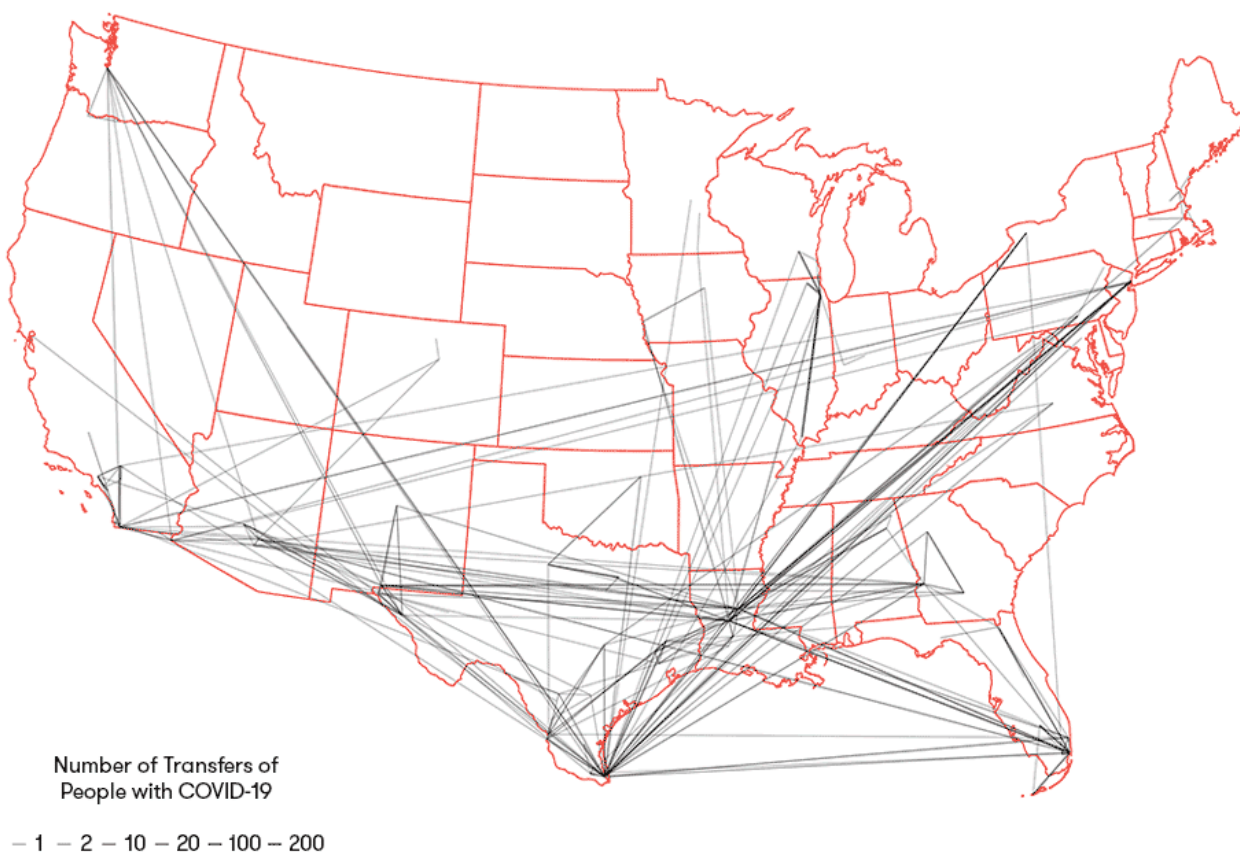 Number of Transfers of
People with COVID-19
– 1 – 2 – 10 – 20 – 100 – 200